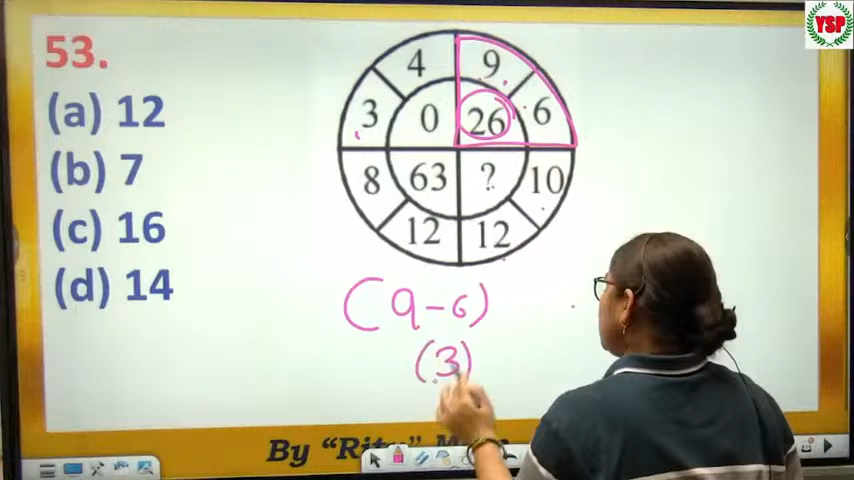 YSP
53.
(a) 12
(b) 7
(c) 16
(d) 14
4 9
3 0 26 6
8 63 ? 10
12 12
(9-6)
(3)
By "Ritu"